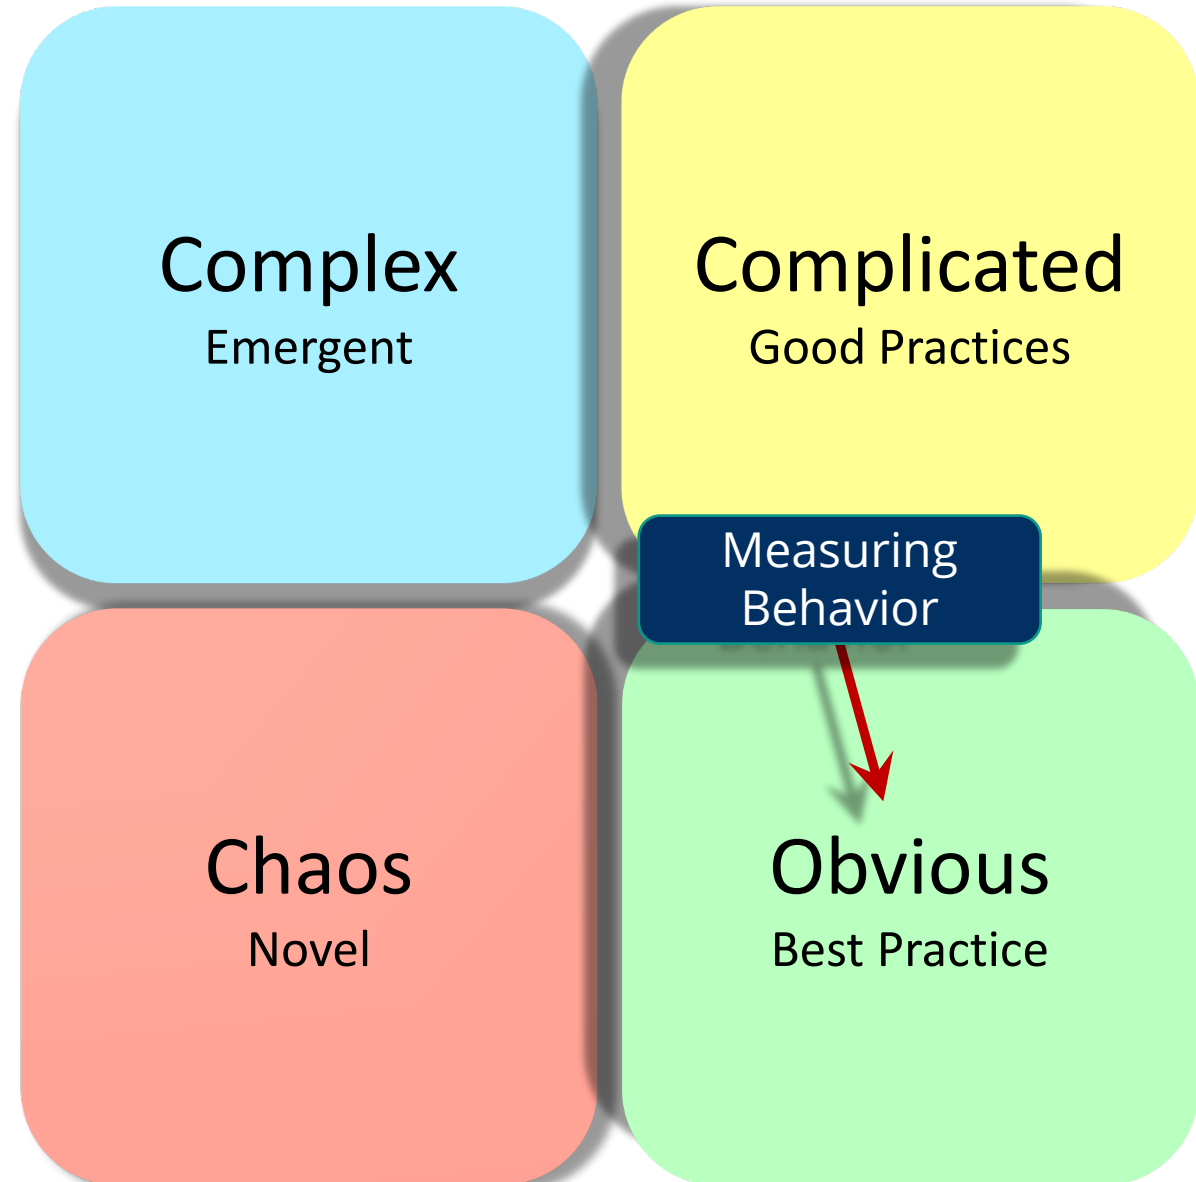 Complex
Emergent
Complicated
Good Practices
Measuring
Behavior
Chaos
Novel
Obvious
Best Practice